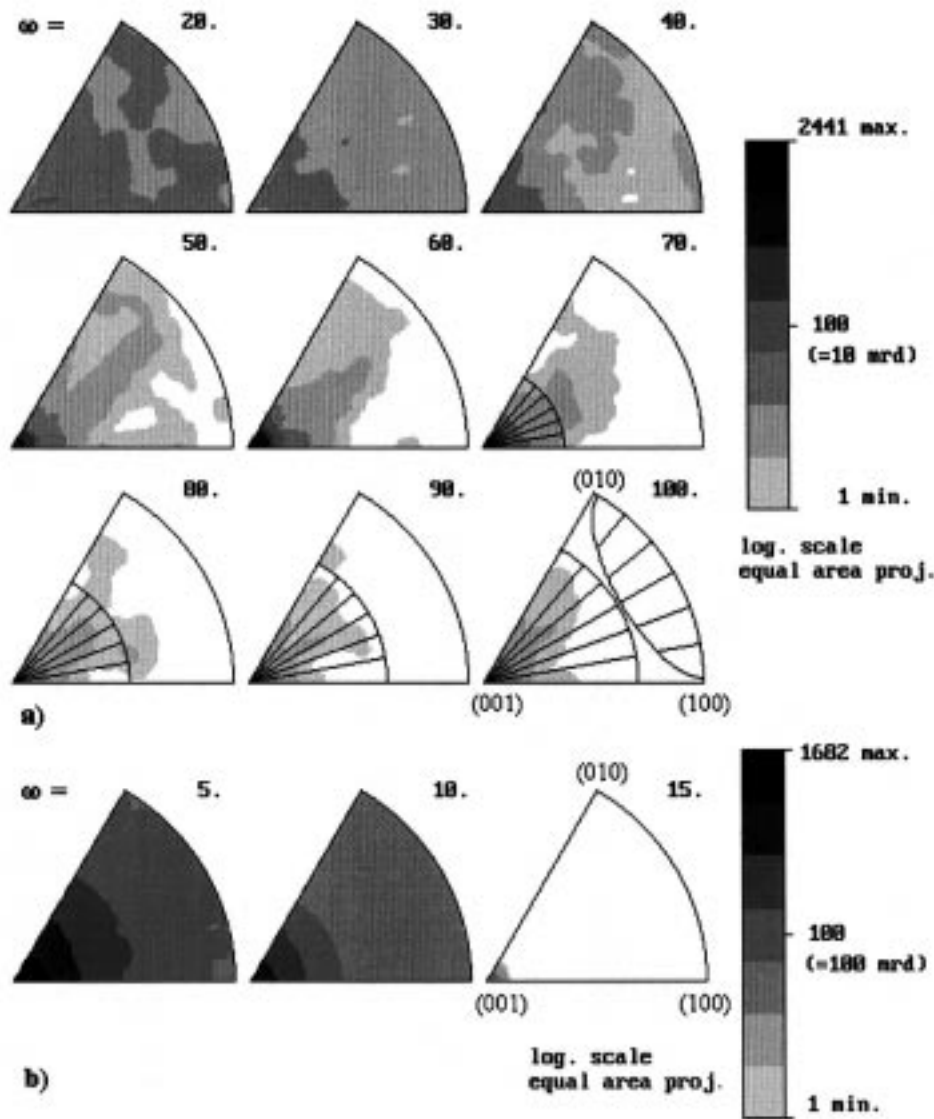 ω = 20. 30. 40.
2441 max.
50. 60. 70.
100
(=10 mrd)
80. 90. (010) 100.
1 min.
log. scale
equal area proj.
(001) (100)
a)
1682 max.
ω = 5. 10. (010) 15.
100
(=100 mrd)
(001) (100)
log. scale
equal area proj.
b)
1 min.